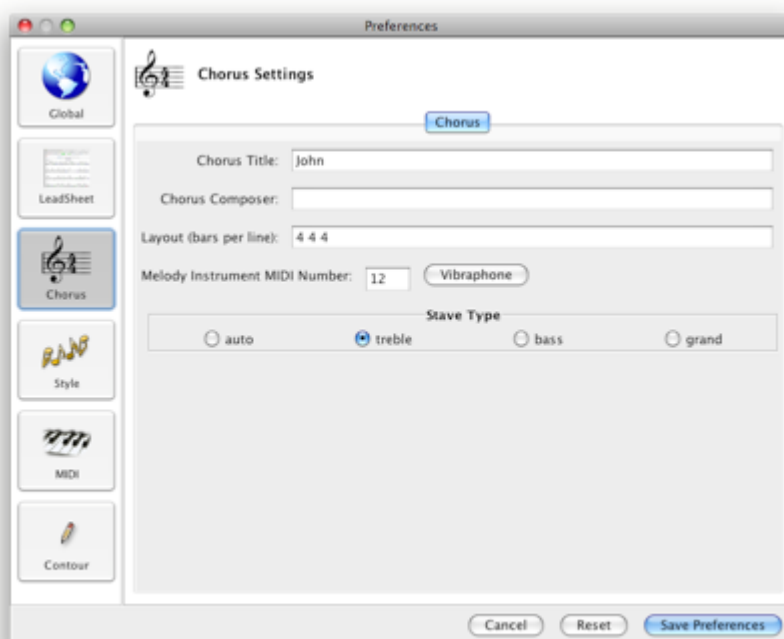 Preferences
Global
LeadSheet
Chorus
Style
MIDI
Contour
Chorus Settings
Chorus
Chorus Title: John
Chorus Composer:
Layout (bars per line): 4 4 4
Melody Instrument MIDI Number: 12 Vibraphone
Stave Type
auto treble bass grand
Cancel Reset Save Preferences